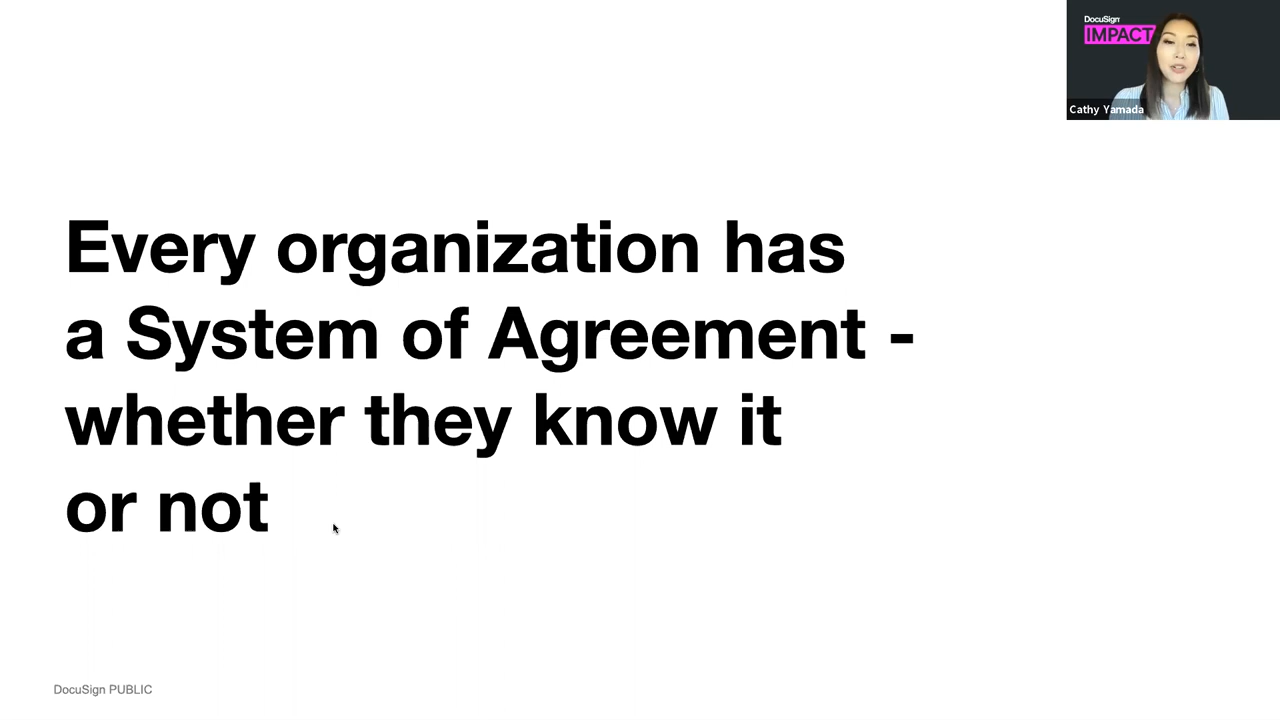 DocuSign
IMPACT
Cathy Yamada
Every organization has
a System of Agreement -
whether they know it
or not
DocuSign PUBLIC